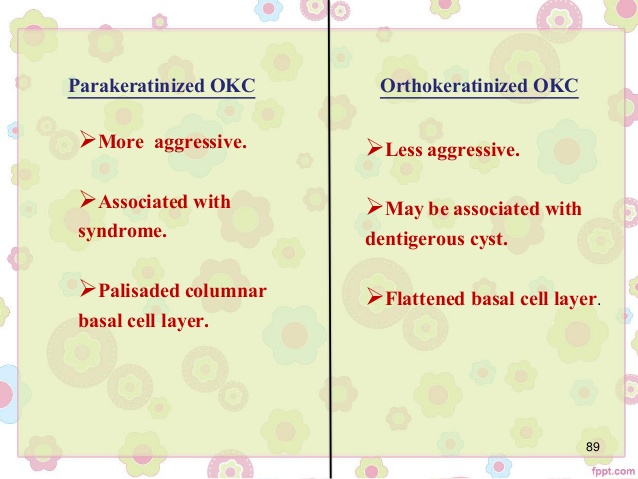 Parakeratinized OKC
➢More  aggressive.
➢Associated with
syndrome.
➢Palisaded columnar
basal cell layer.
Orthokeratinized OKC
➢Less aggressive.
➢May be associated with
dentigerous cyst.
➢Flattened basal cell layer.
89
fppt.com